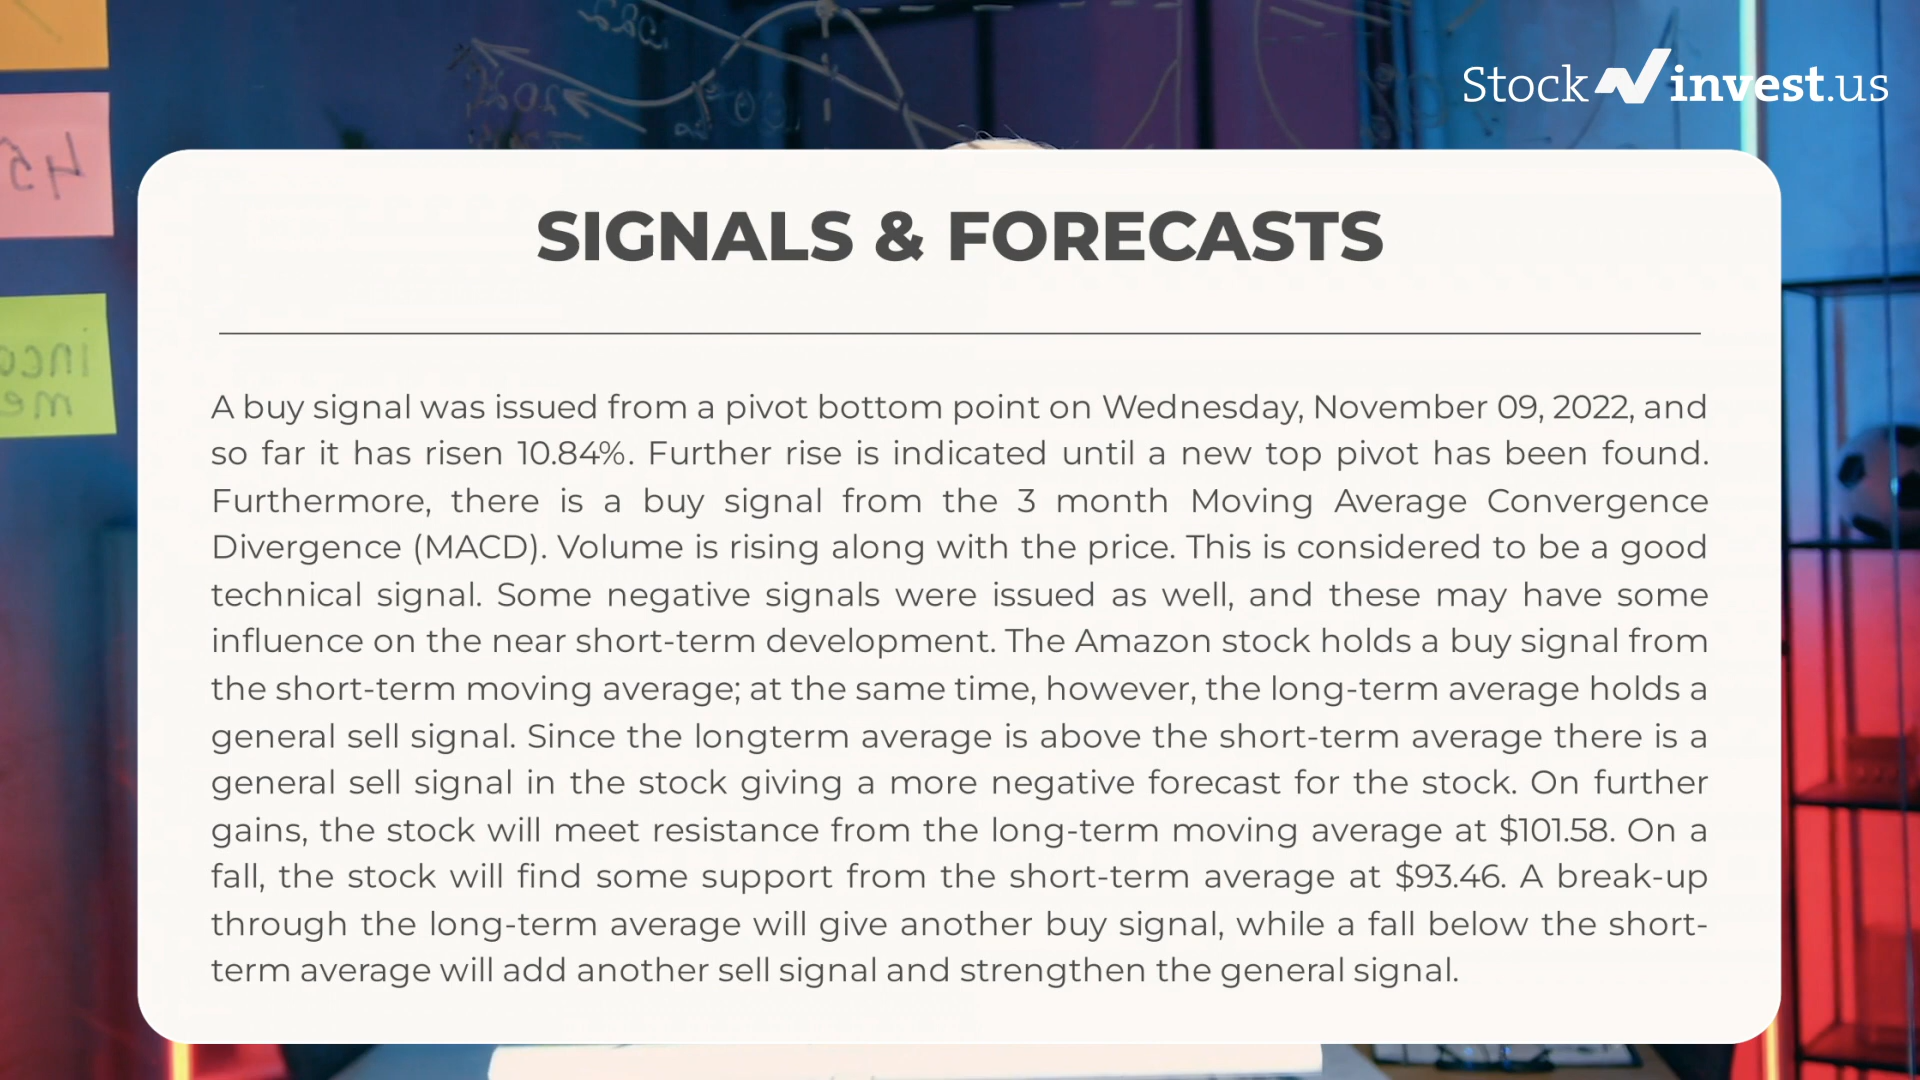 Stock invest.us
45
SIGNALS & FORECASTS
inco
me
A buy signal was issued from a pivot bottom point on Wednesday, November 09, 2022, and
so far it has risen 10.84%. Further rise is indicated until a new top pivot has been found.
Furthermore, there is a buy signal from the 3 month Moving Average Convergence
Divergence (MACD). Volume is rising along with the price. This is considered to be a good
technical signal. Some negative signals were issued as well, and these may have some
influence on the near short-term development. The Amazon stock holds a buy signal from
the short-term moving average; at the same time, however, the long-term average holds a
general sell signal. Since the longterm average is above the short-term average there is a
general sell signal in the stock giving a more negative forecast for the stock. On further
gains, the stock will meet resistance from the long-term moving average at $101.58. On a
fall, the stock will find some support from the short-term average at $93.46. A break-up
through the long-term average will give another buy signal, while a fall below the short-
term average will add another sell signal and strengthen the general signal.